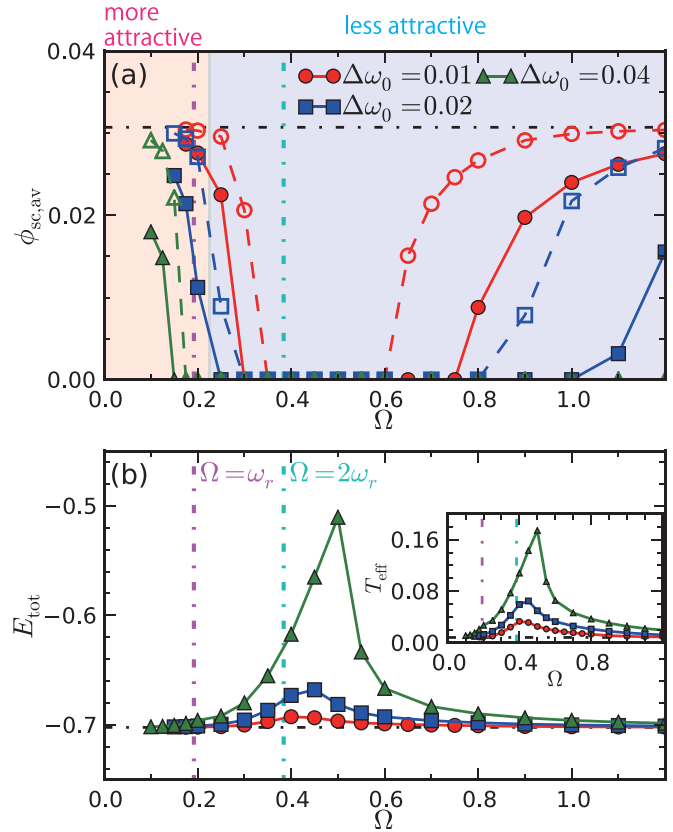 more
attractive
less attractive
(a)
Δω₀ = 0.01
Δω₀ = 0.04
Δω₀ = 0.02
0.04
0.02
0.00
ϕsc,av
0.0 0.2 0.4 0.6 0.8 1.0
Ω
(b)
Ω = ωᵣ
Ω = 2ωᵣ
−0.5
−0.6
−0.7
Etot
0.0 0.2 0.4 0.6 0.8 1.0
Ω
0.16
0.08
0.00
Teff
0.0 0.4 0.8
Ω